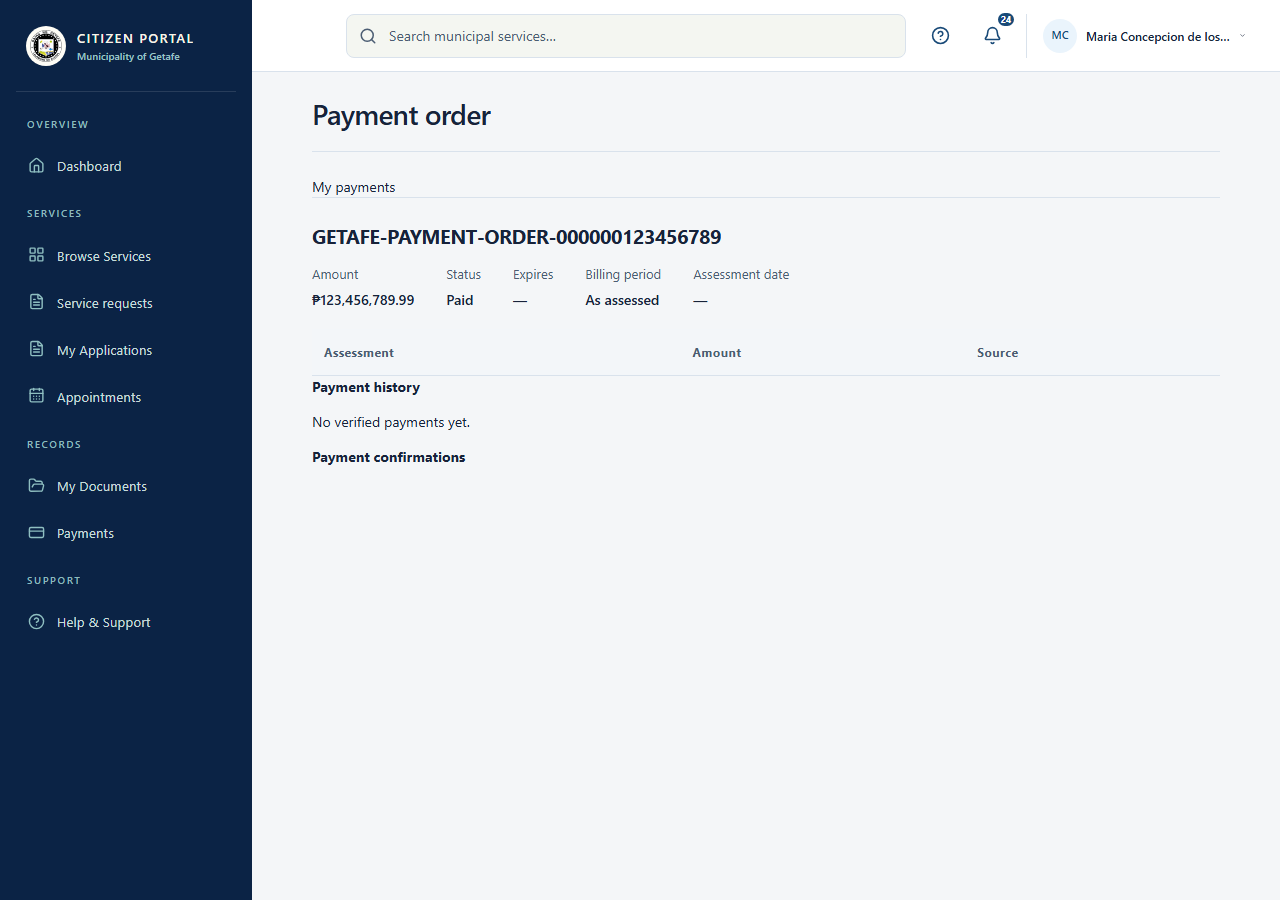 CITIZEN PORTAL
Municipality of Getafe
Search municipal services...
24
MC
Maria Concepcion de los...
OVERVIEW
Dashboard
SERVICES
Browse Services
Service requests
My Applications
Appointments
RECORDS
My Documents
Payments
SUPPORT
Help & Support
Payment order
My payments
GETAFE-PAYMENT-ORDER-000000123456789
Amount Status Expires Billing period Assessment date
₱123,456,789.99 Paid — As assessed —
Assessment Amount Source
Payment history
No verified payments yet.
Payment confirmations